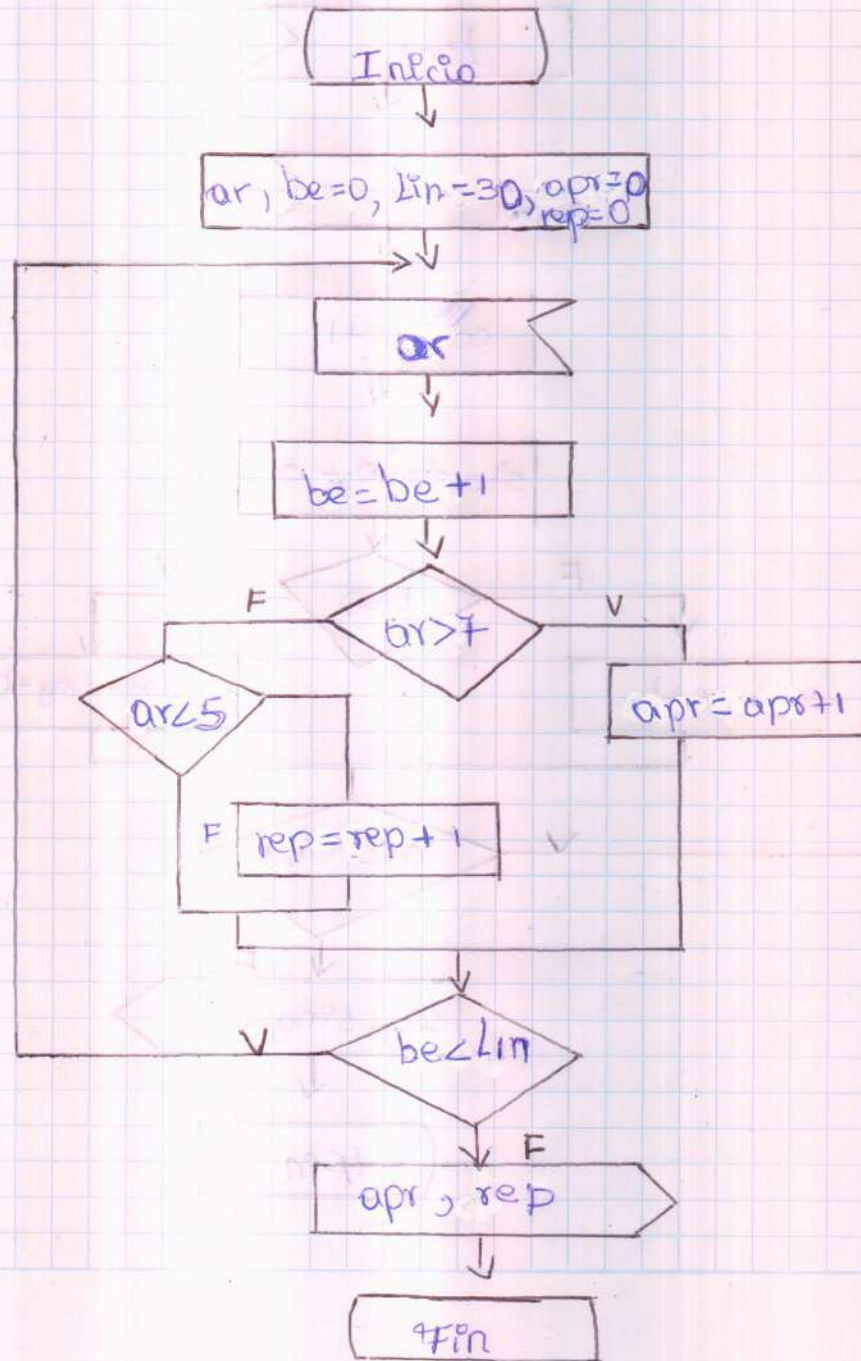 Inicio
ar, be=0, Lin=30, apr=0
rep=0
ar
be=be+1
F
ar>7
V
ar<5
apr=apr+1
F
rep=rep+1
V
be<Lin
F
apr, rep
Fin